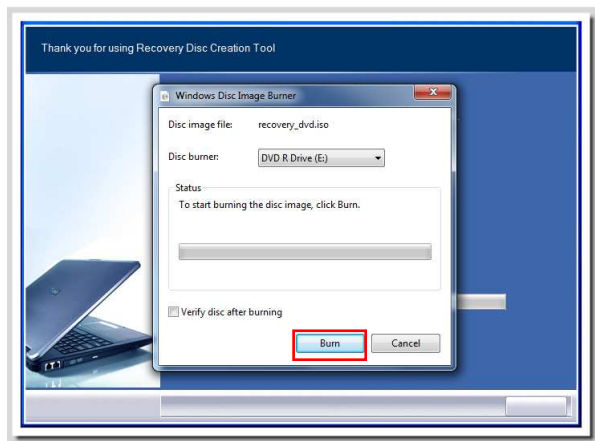 Thank you for using Recovery Disc Creation Tool
Windows Disc Image Burner
Disc image file: recovery_dvd.iso
Disc burner: DVD R Drive (E:)
Status
To start burning the disc image, click Burn.
Verify disc after burning
Burn Cancel